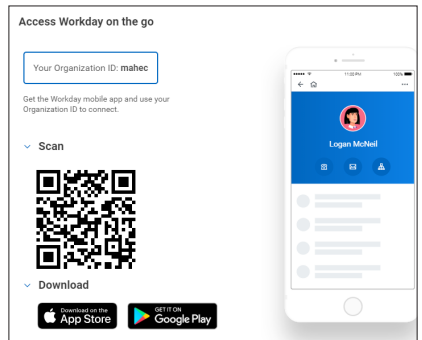 Access Workday on the go
Your Organization ID: mahec
Get the Workday mobile app and use your
Organization ID to connect.
Scan
Download
Download on the
App Store
GET IT ON
Google Play
11:00 PM
100%
Logan McNeil